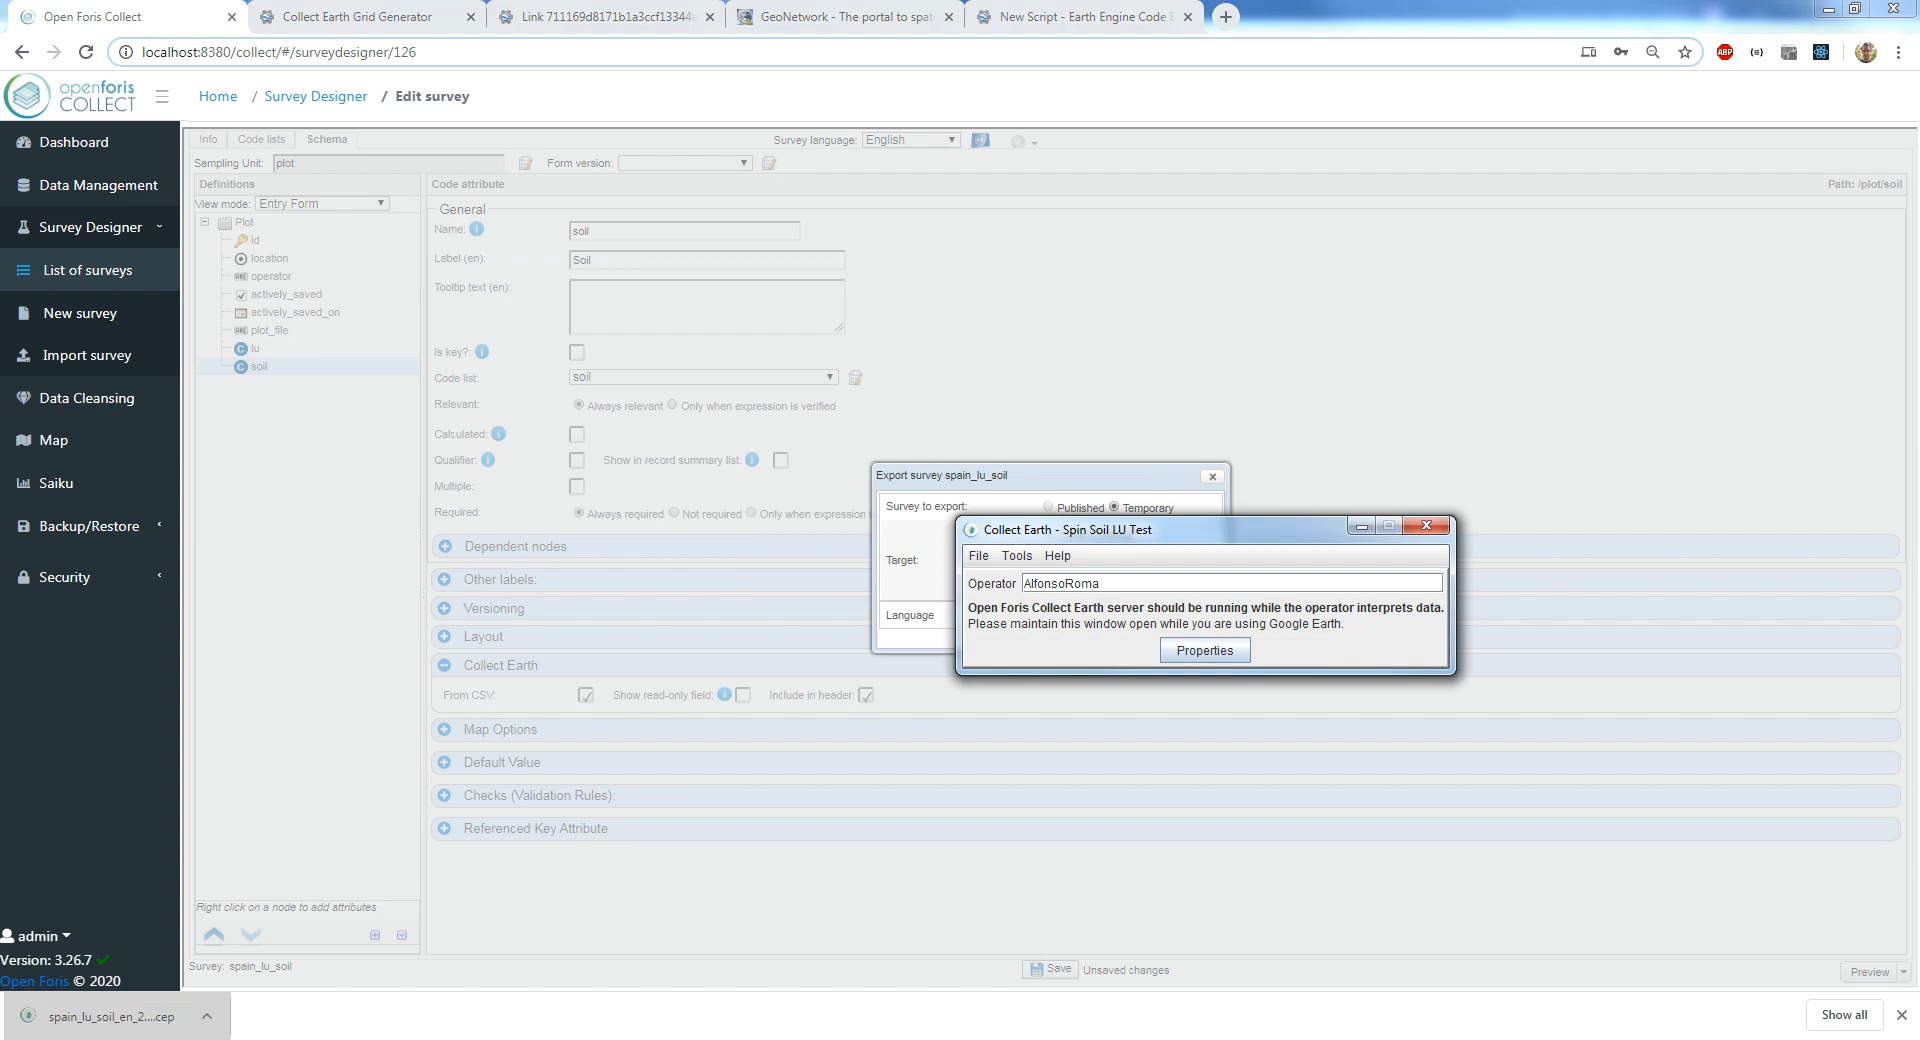 Open Foris Collect
Collect Earth Grid Generator
Link 711169d8171b1a3ccf13344
GeoNetwork - The portal to spat
New Script - Earth Engine Code E
localhost:8380/collect/#/surveydesigner/126
ABP
openforis
COLLECT
Home / Survey Designer / Edit survey
Dashboard
Data Management
Survey Designer
List of surveys
New survey
Import survey
Data Cleansing
Map
Saiku
Backup/Restore
Security
admin
Version: 3.26.7
Open Foris © 2020
Info
Code lists
Schema
Survey language: English
Sampling Unit: plot
Form version:
Definitions
View mode: Entry Form
Plot
id
location
operator
actively_saved
actively_saved_on
plot_file
lu
soil
Right click on a node to add attributes
Code attribute
Path: /plot/soil
General
Name: soil
Label (en): Soil
Tooltip text (en):
Is key?:
Code list: soil
Relevant: Always relevant Only when expression is verified
Calculated:
Qualifier: Show in record summary list:
Multiple:
Required: Always required Not required Only when expression i
Dependent nodes
Other labels:
Versioning
Layout
Collect Earth
From CSV: Show read-only field: Include in header:
Map Options
Default Value
Checks (Validation Rules):
Referenced Key Attribute
Export survey spain_lu_soil
Survey to export: Published Temporary
Target:
Language
Collect Earth - Spin Soil LU Test
File Tools Help
Operator AlfonsoRoma
Open Foris Collect Earth server should be running while the operator interprets data.
Please maintain this window open while you are using Google Earth.
Properties
Survey: spain_lu_soil
Save Unsaved changes
Preview
spain_lu_soil_en_2....cep
Show all